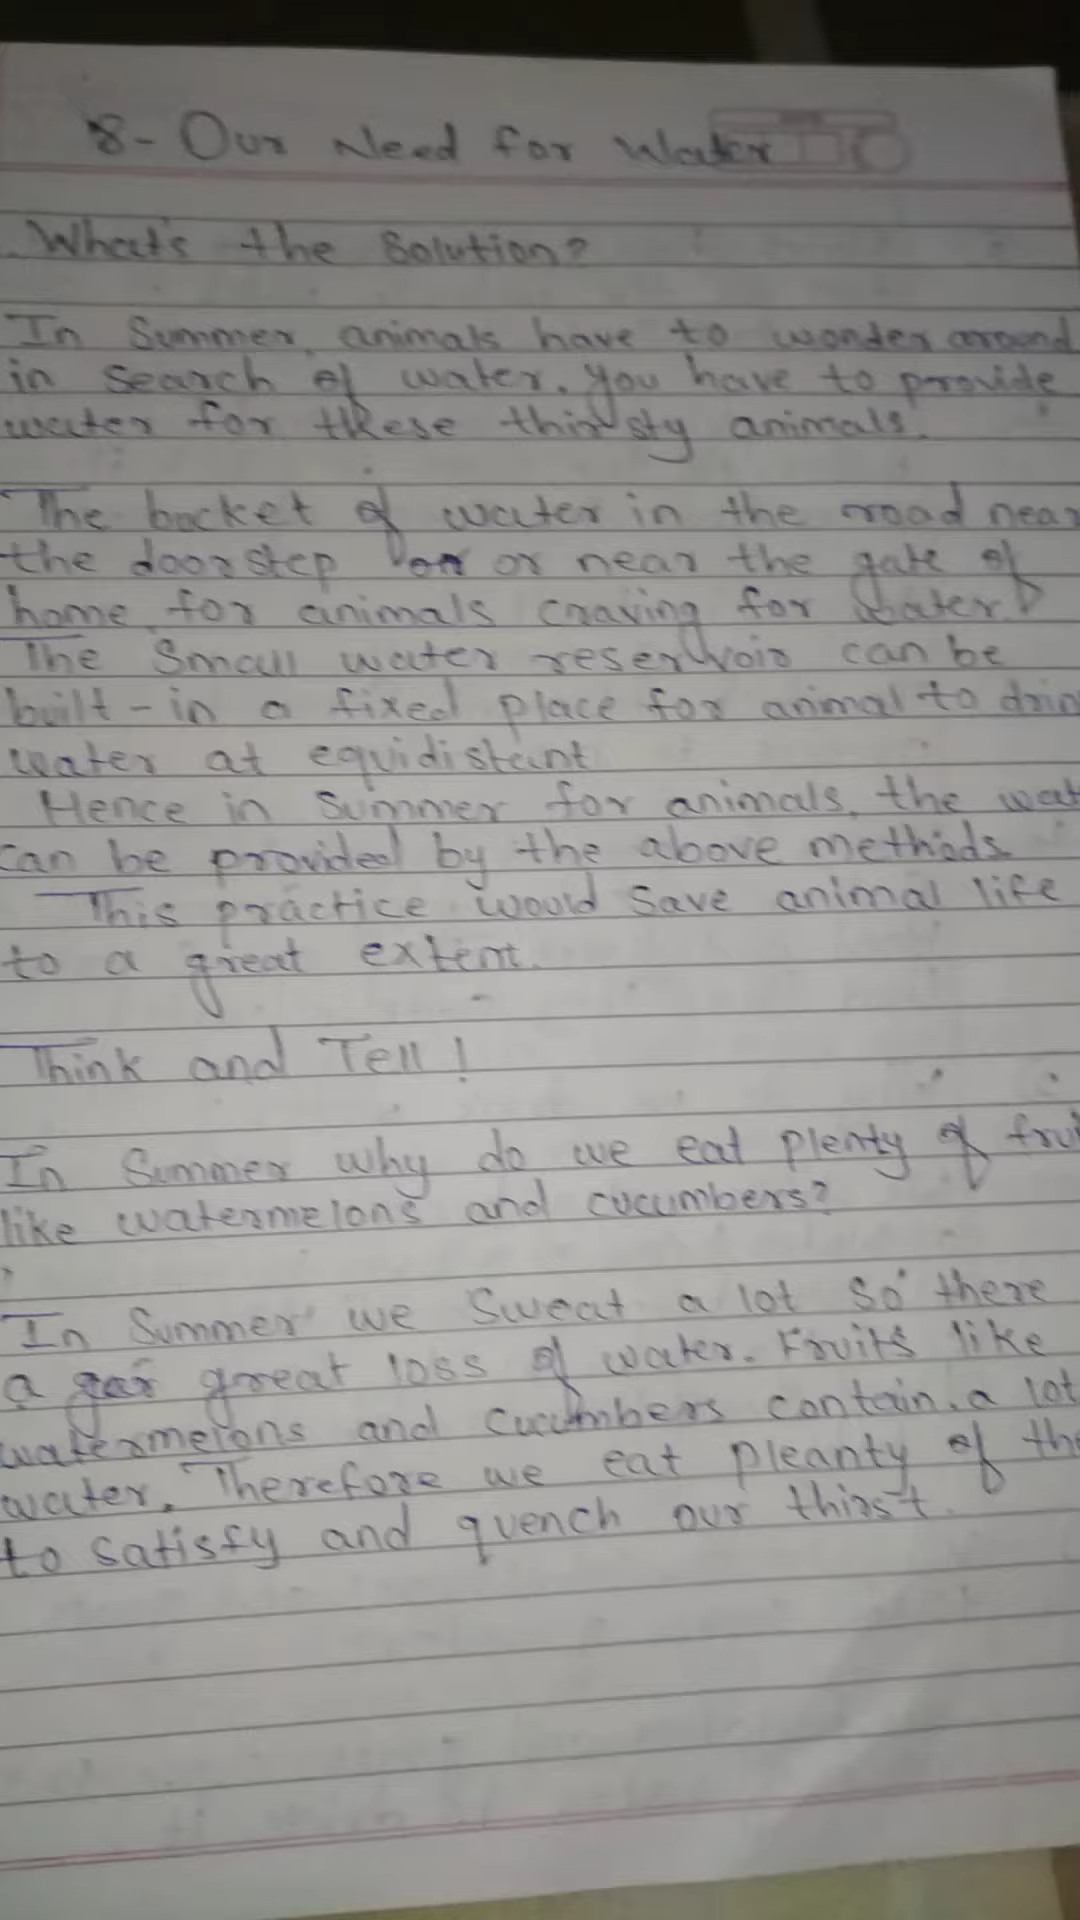 8- Our Need for Water
What's the Solution?
In Summer, animals have to wonder around
in search of water. you have to provide
water for these thirsty animals.
The bocket of water in the road near
the doorstep or near the gate of
home for animals craving for water.
The Small water reservoir can be
built-in a fixed place for animal to drin
water at equidistant
Hence in Summer for animals, the wat
can be provided by the above methods.
This practice would save animal life
to a great extent.
Think and Tell!
In Summer why do we eat plenty of frui
like watermelons and cucumbers?
In Summer we Sweat a lot so there
a great loss of water. Fruits like
watermelons and cucumbers contain a lot
water. Therefore we eat pleanty of the
to satisfy and quench our thirst.